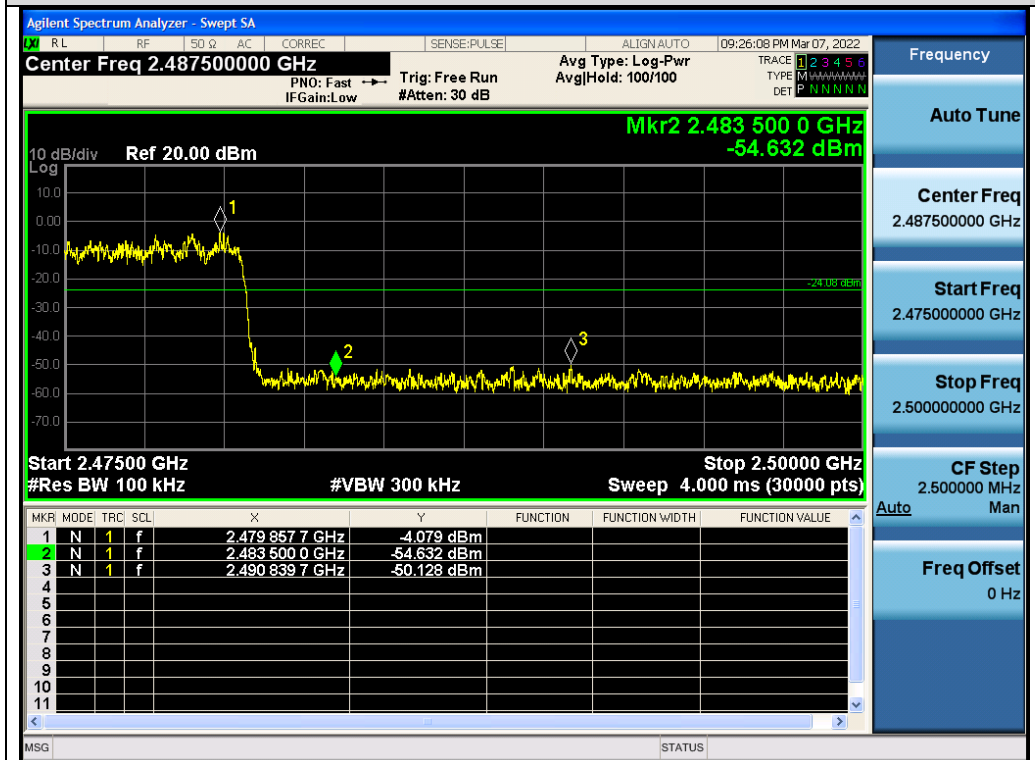 Agilent Spectrum Analyzer - Swept SA
LXI RL RF 50 Ω AC CORREC SENSE:PULSE ALIGN AUTO 09:26:08 PM Mar 07, 2022
Center Freq 2.487500000 GHz
PNO: Fast
IFGain:Low
Trig: Free Run
#Atten: 30 dB
Avg Type: Log-Pwr
Avg|Hold: 100/100
TRACE 1 2 3 4 5 6
TYPE M
DET P N N N N N
Mkr2 2.483 500 0 GHz
-54.632 dBm
10 dB/div Ref 20.00 dBm
Log
10.0
0.00
-10.0
-20.0
-30.0
-40.0
-50.0
-60.0
-70.0
1
2
3
-24.08 dBm
Start 2.47500 GHz Stop 2.50000 GHz
#Res BW 100 kHz #VBW 300 kHz Sweep 4.000 ms (30000 pts)
MKR MODE TRC SCL X Y FUNCTION FUNCTION WIDTH FUNCTION VALUE
1 N 1 f 2.479 857 7 GHz -4.079 dBm
2 N 1 f 2.483 500 0 GHz -54.632 dBm
3 N 1 f 2.490 839 7 GHz -50.128 dBm
4
5
6
7
8
9
10
11
MSG STATUS
Frequency
Auto Tune
Center Freq
2.487500000 GHz
Start Freq
2.475000000 GHz
Stop Freq
2.500000000 GHz
CF Step
2.500000 MHz
Auto Man
Freq Offset
0 Hz